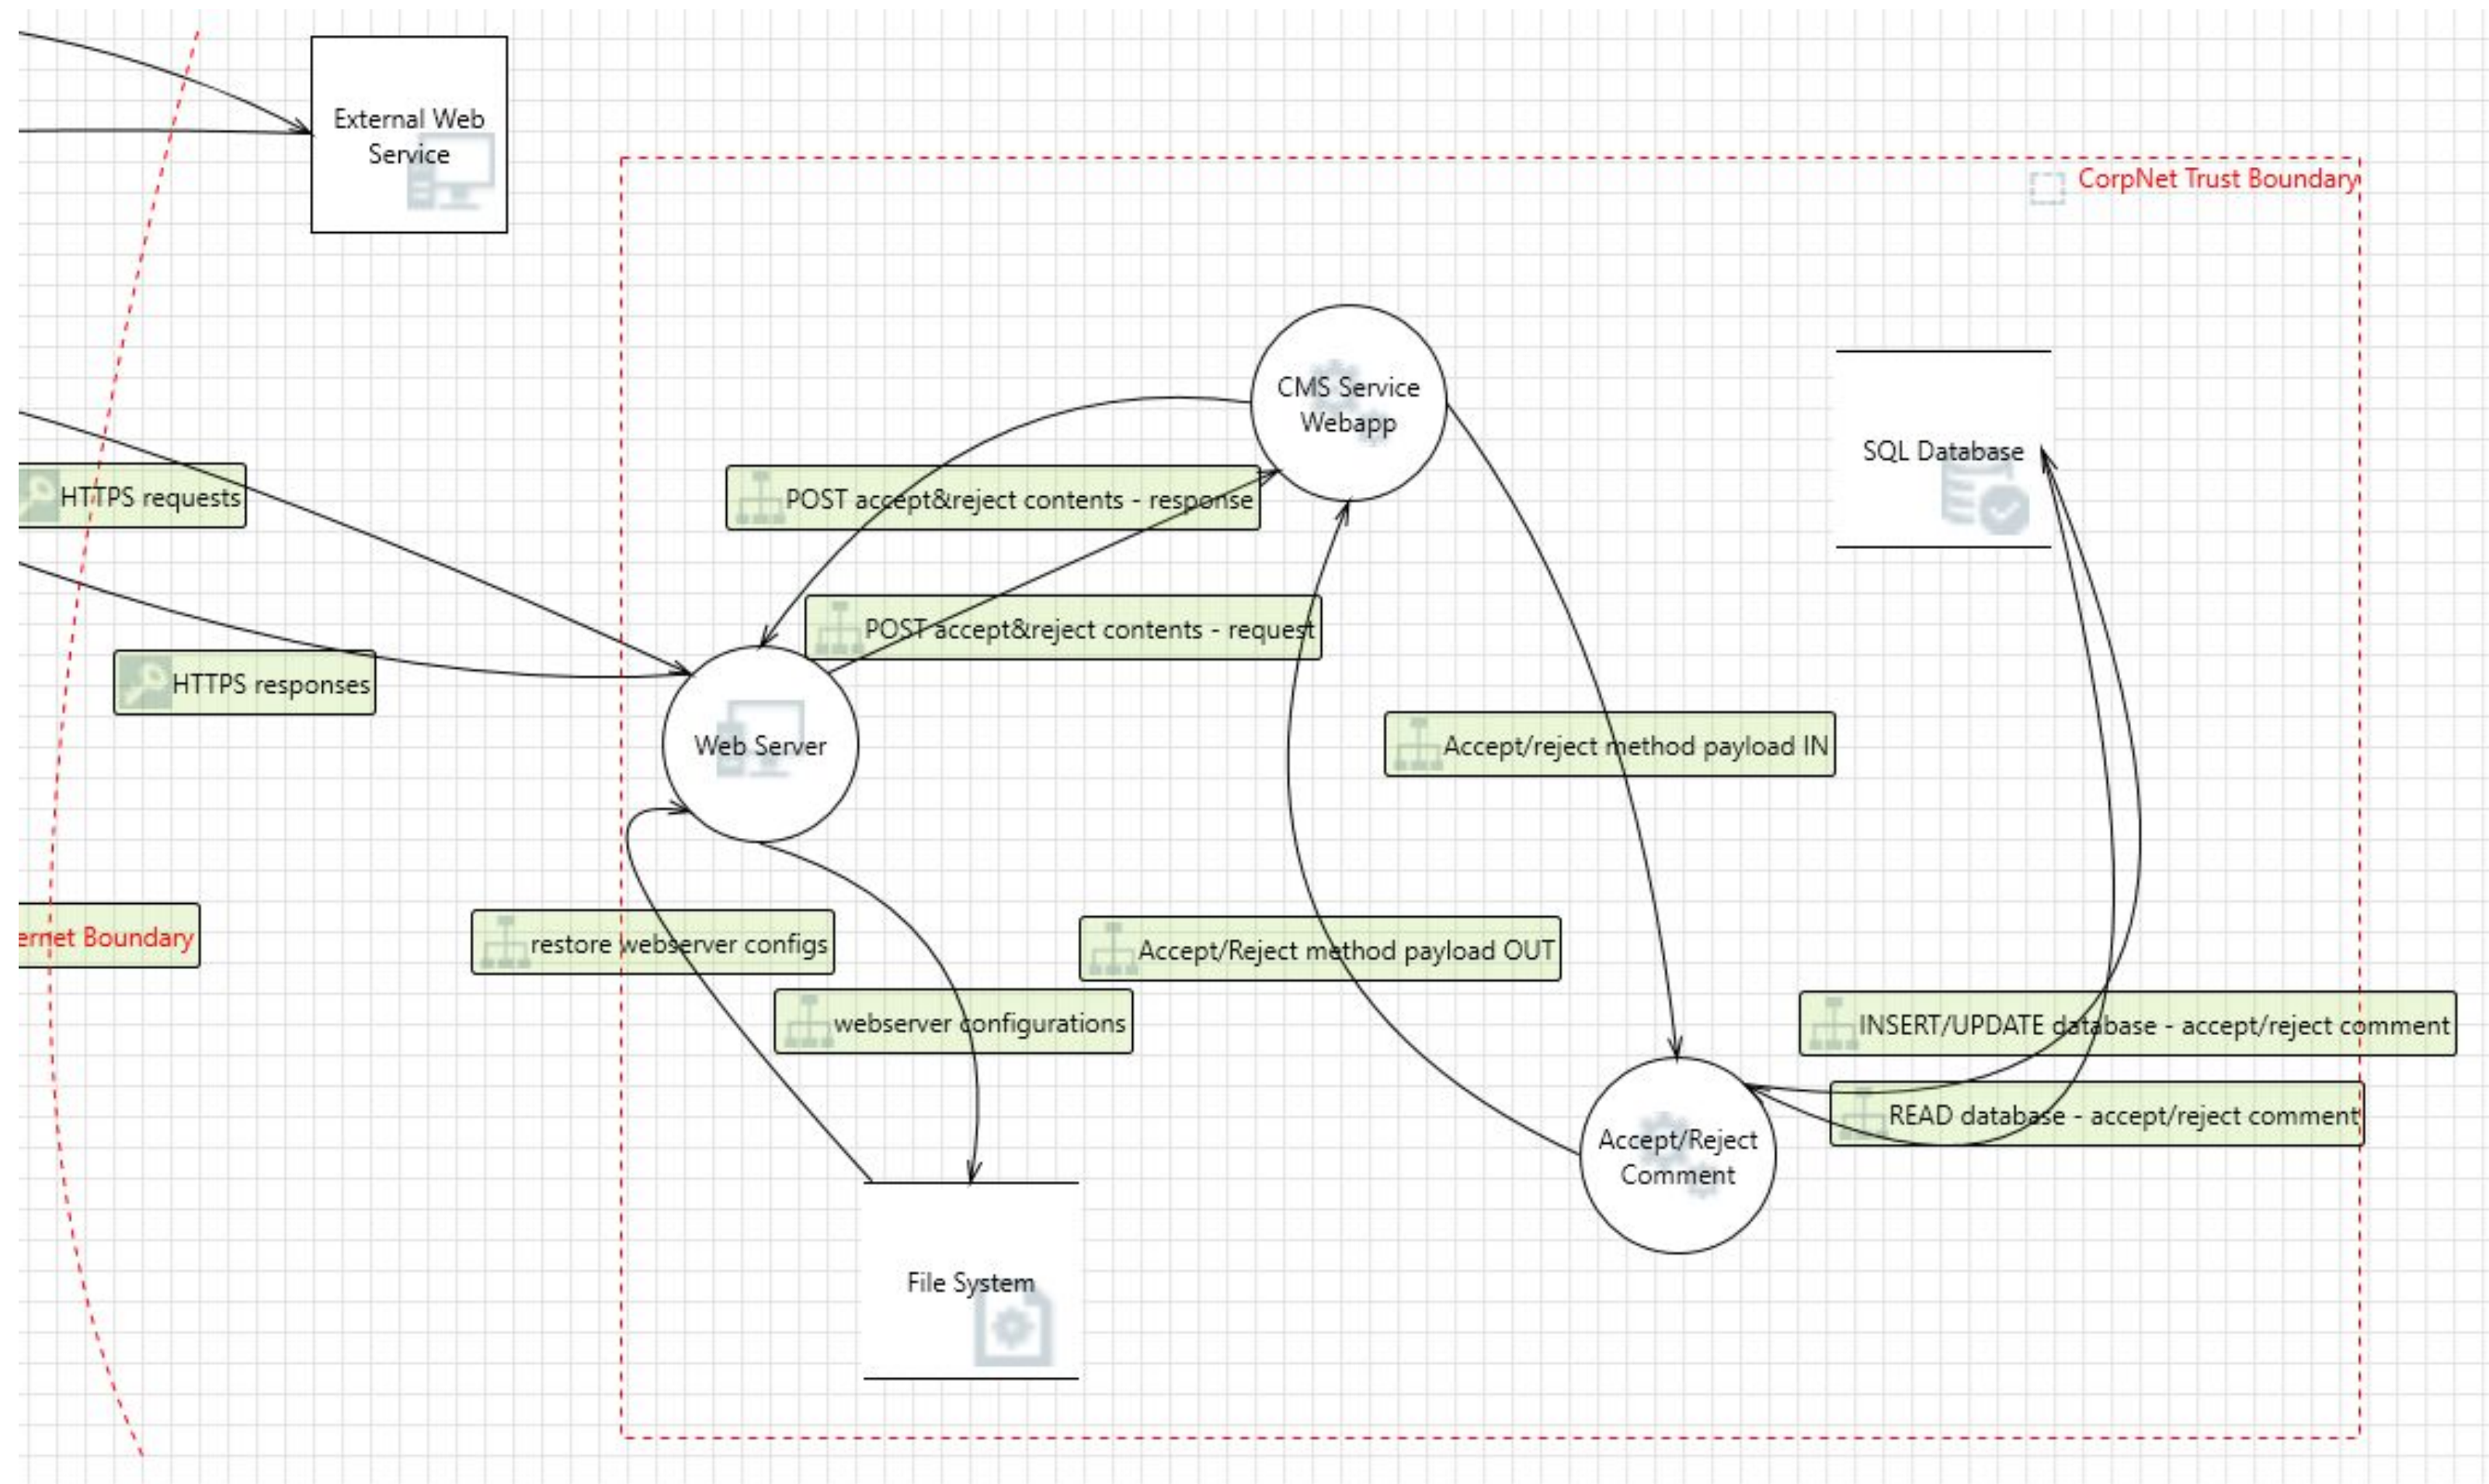 External Web
Service
CorpNet Trust Boundary
CMS Service
Webapp
SQL Database
HTTPS requests
POST accept&reject contents - response
POST accept&reject contents - request
HTTPS responses
Web Server
Accept/reject method payload IN
ernet Boundary
restore webserver configs
Accept/Reject method payload OUT
webserver configurations
INSERT/UPDATE database - accept/reject comment
READ database - accept/reject comment
Accept/Reject
Comment
File System